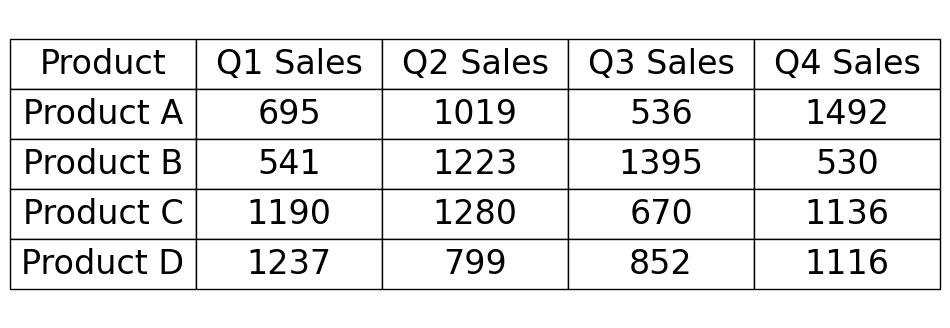 Product Q1 Sales Q2 Sales Q3 Sales Q4 Sales
Product A 695 1019 536 1492
Product B 541 1223 1395 530
Product C 1190 1280 670 1136
Product D 1237 799 852 1116